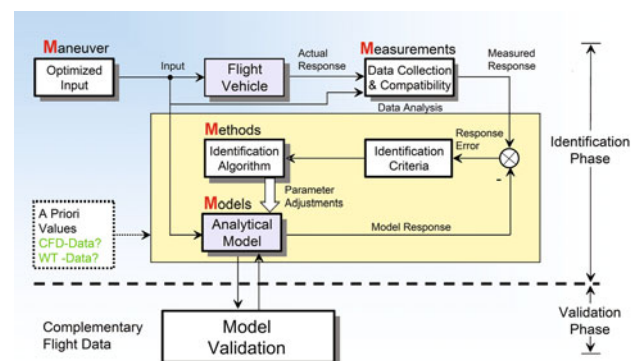 Maneuver
Optimized
Input
Input
Flight
Vehicle
Actual
Response
Measurements
Data Collection
& Compatibility
Measured
Response
Data Analysis
Methods
Identification
Algorithm
Identification
Criteria
Response
Error
-
Identification
Phase
Parameter
Adjustments
Models
Analytical
Model
Model Response
A Priori
Values
CFD-Data?
WT -Data?
Complementary
Flight Data
Model
Validation
Validation
Phase